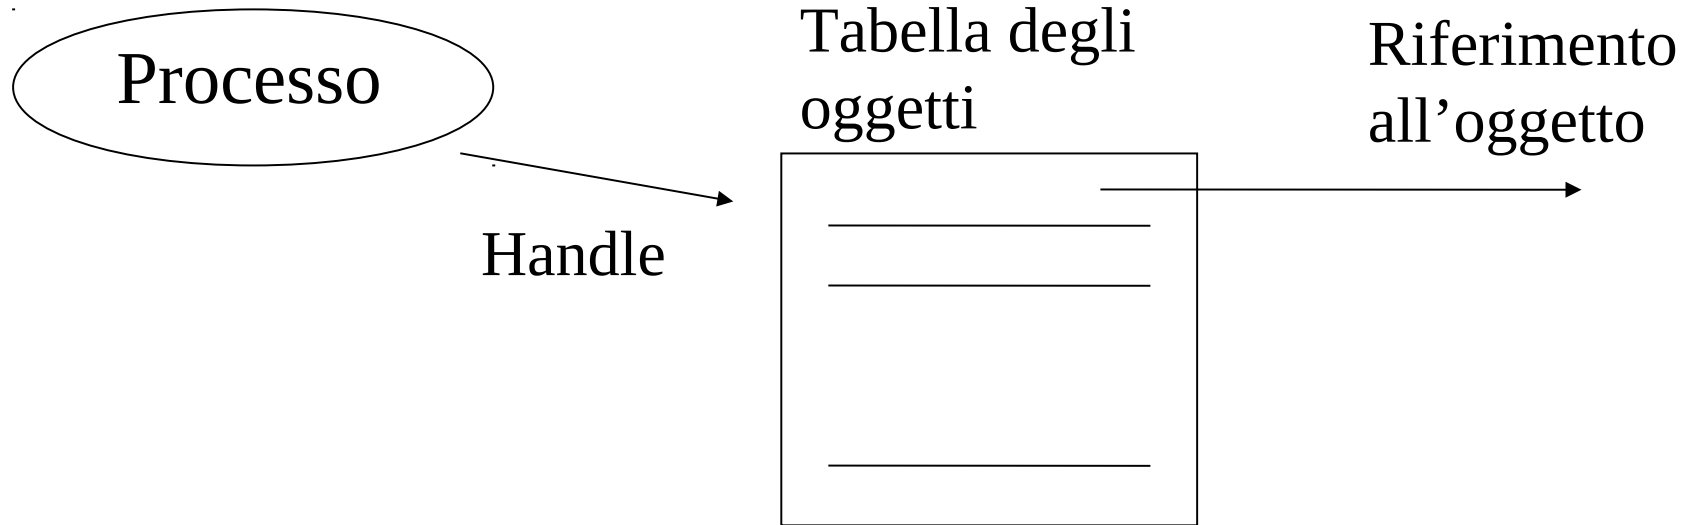 Processo
Handle
Tabella degli
oggetti
Riferimento
all’oggetto